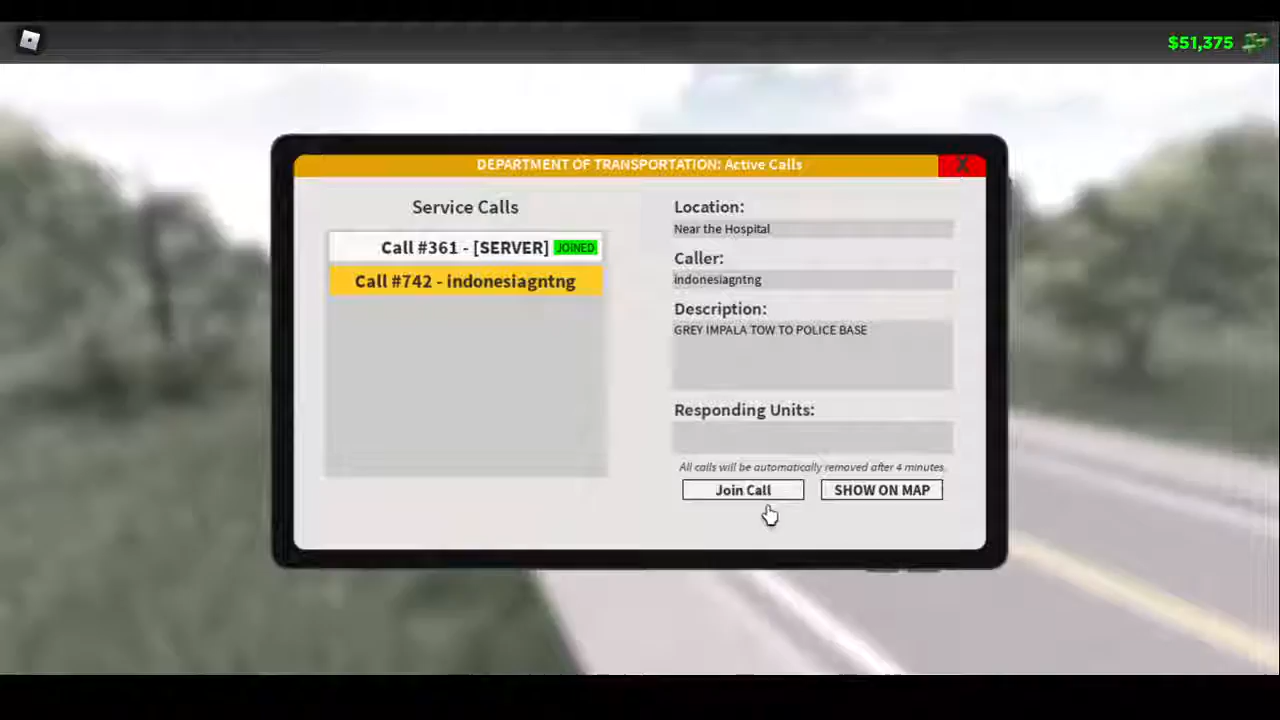 $51,375
DEPARTMENT OF TRANSPORTATION: Active Calls
X
Service Calls
Call #361 - [SERVER] JOINED
Call #742 - indonesiagntng
Location:
Near the Hospital
Caller:
indonesiagntng
Description:
GREY IMPALA TOW TO POLICE BASE
Responding Units:
All calls will be automatically removed after 4 minutes.
Join Call
SHOW ON MAP